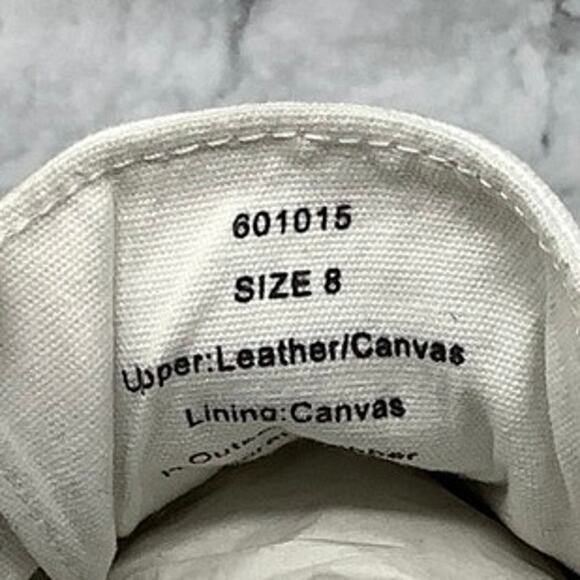 601015
SIZE 8
Upper:Leather/Canvas
Lining:Canvas